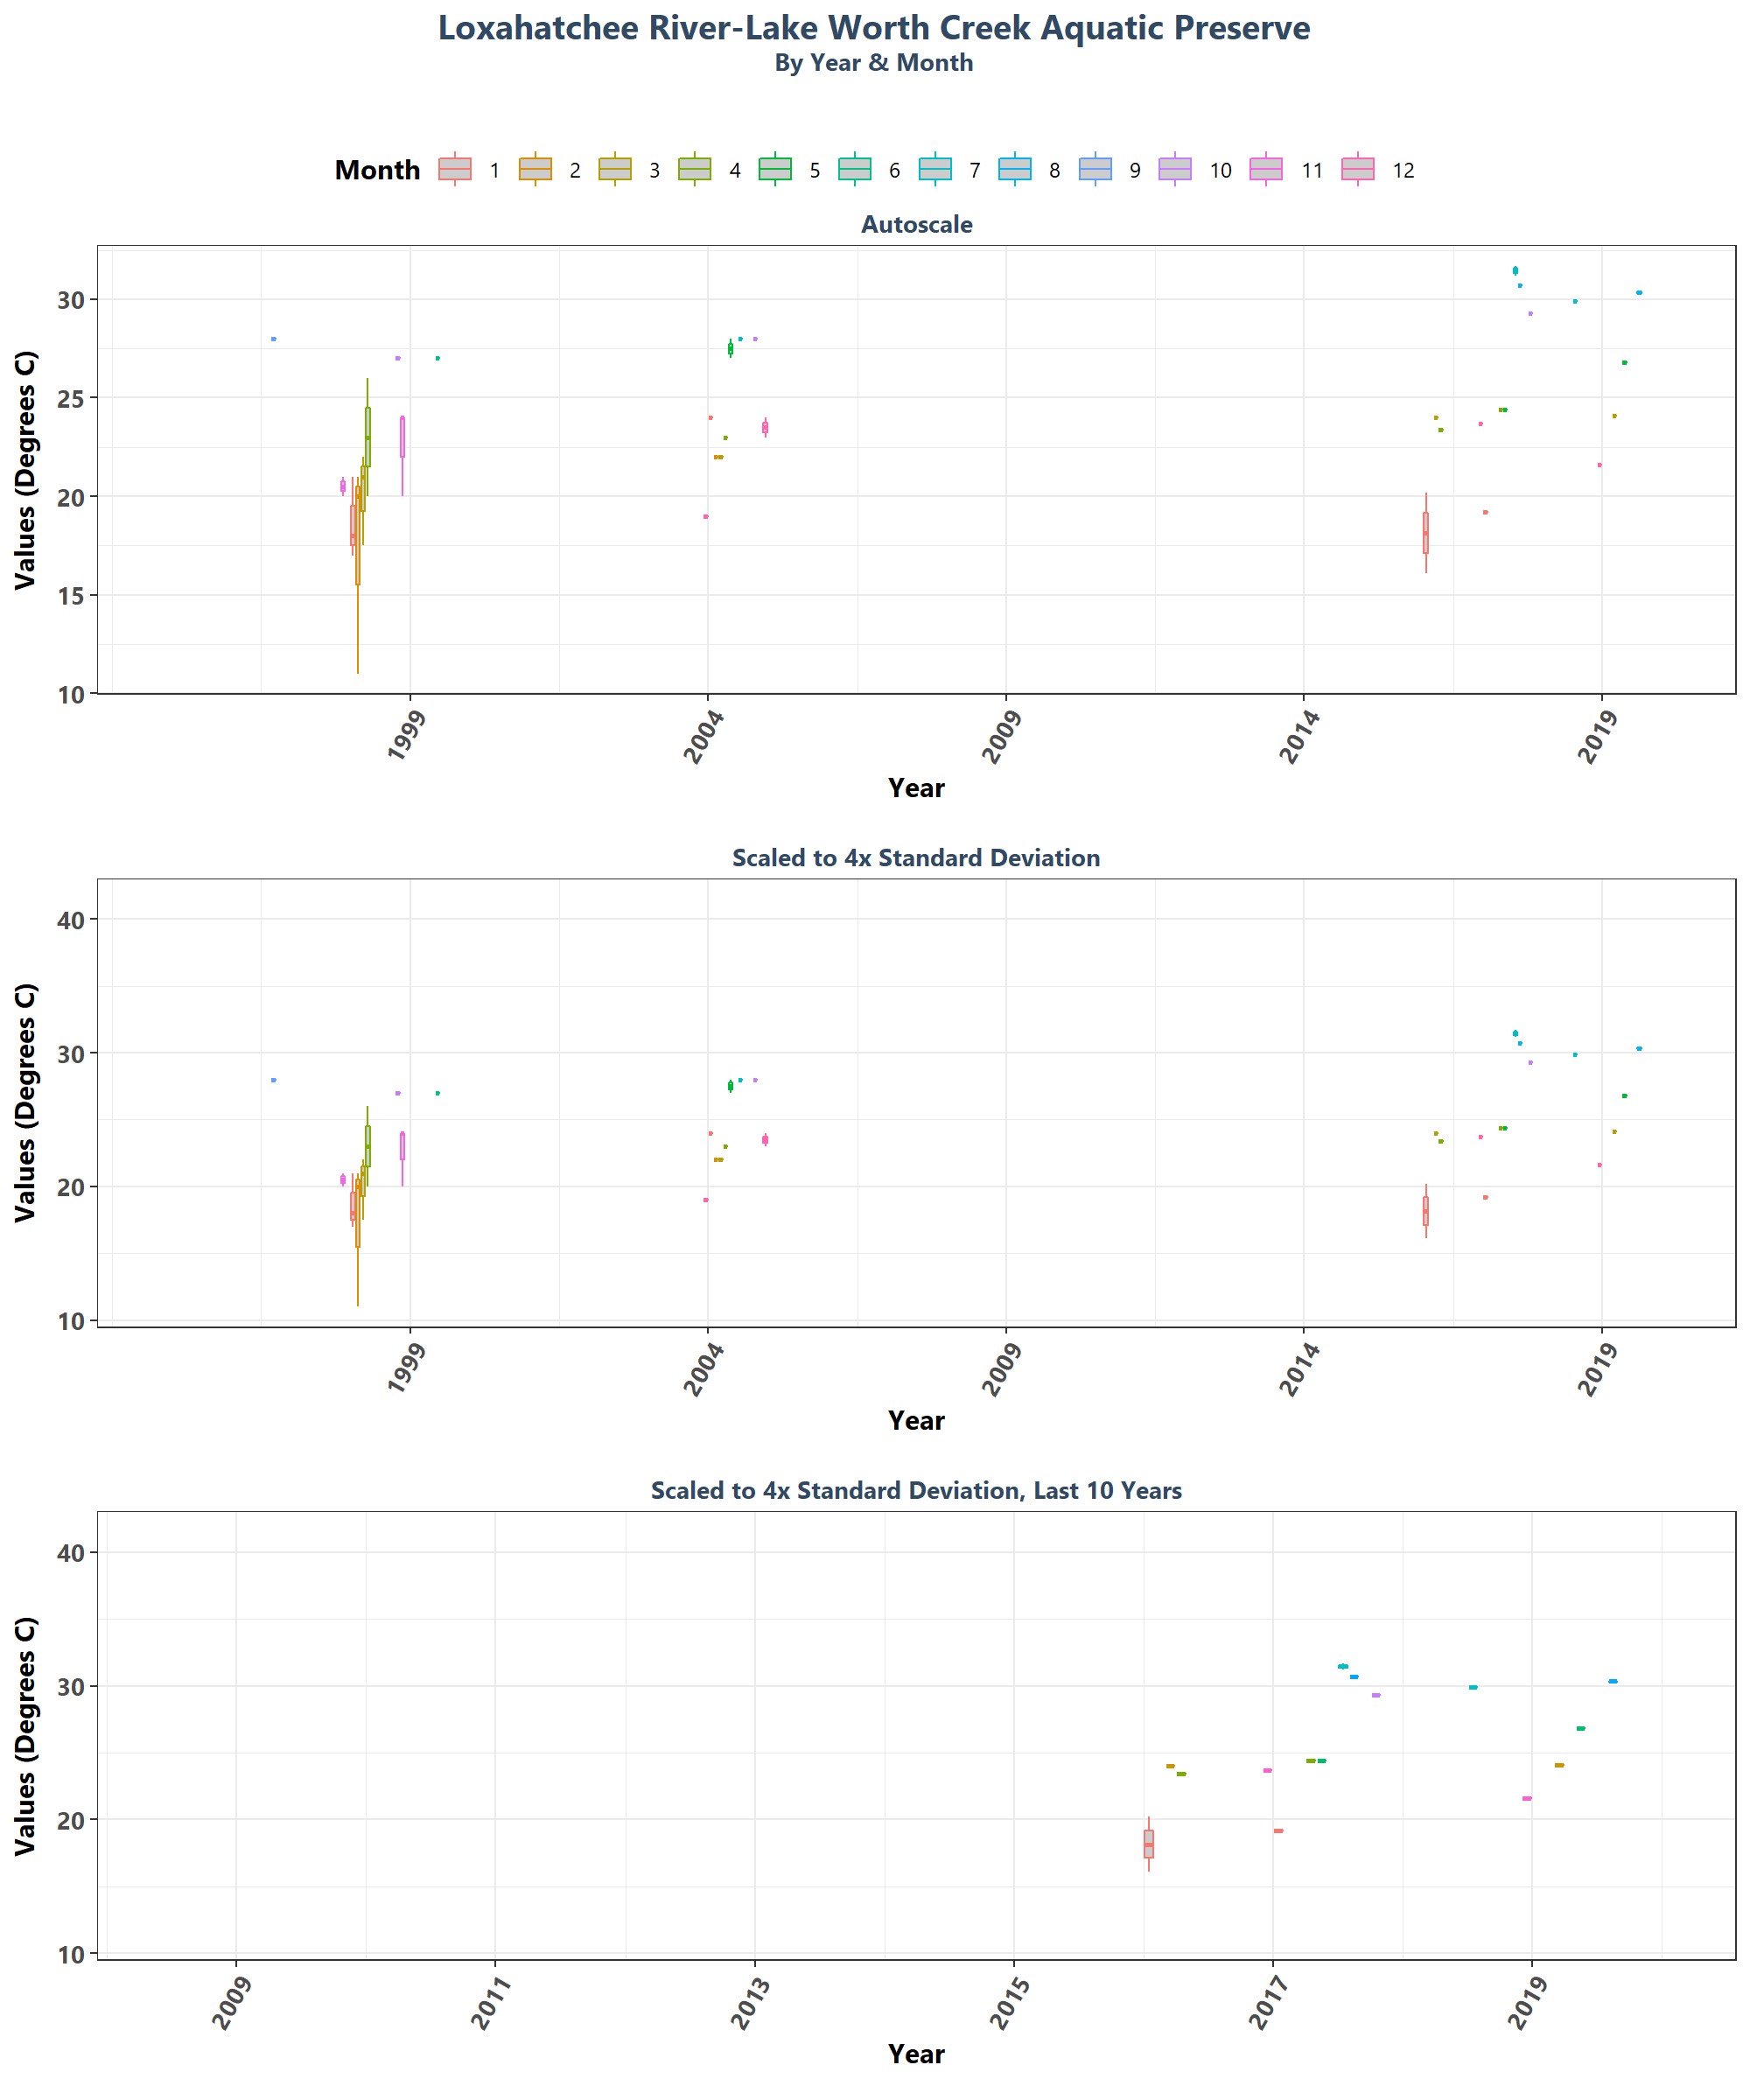 Loxahatchee River-Lake Worth Creek Aquatic Preserve
By Year & Month
Month 1 2 3 4 5 6 7 8 9 10 11 12
Autoscale
Values (Degrees C)
30
25
20
15
10
1999 2004 2009 2014 2019
Year
Scaled to 4x Standard Deviation
Values (Degrees C)
40
30
20
10
1999 2004 2009 2014 2019
Year
Scaled to 4x Standard Deviation, Last 10 Years
Values (Degrees C)
40
30
20
10
2009 2011 2013 2015 2017 2019
Year